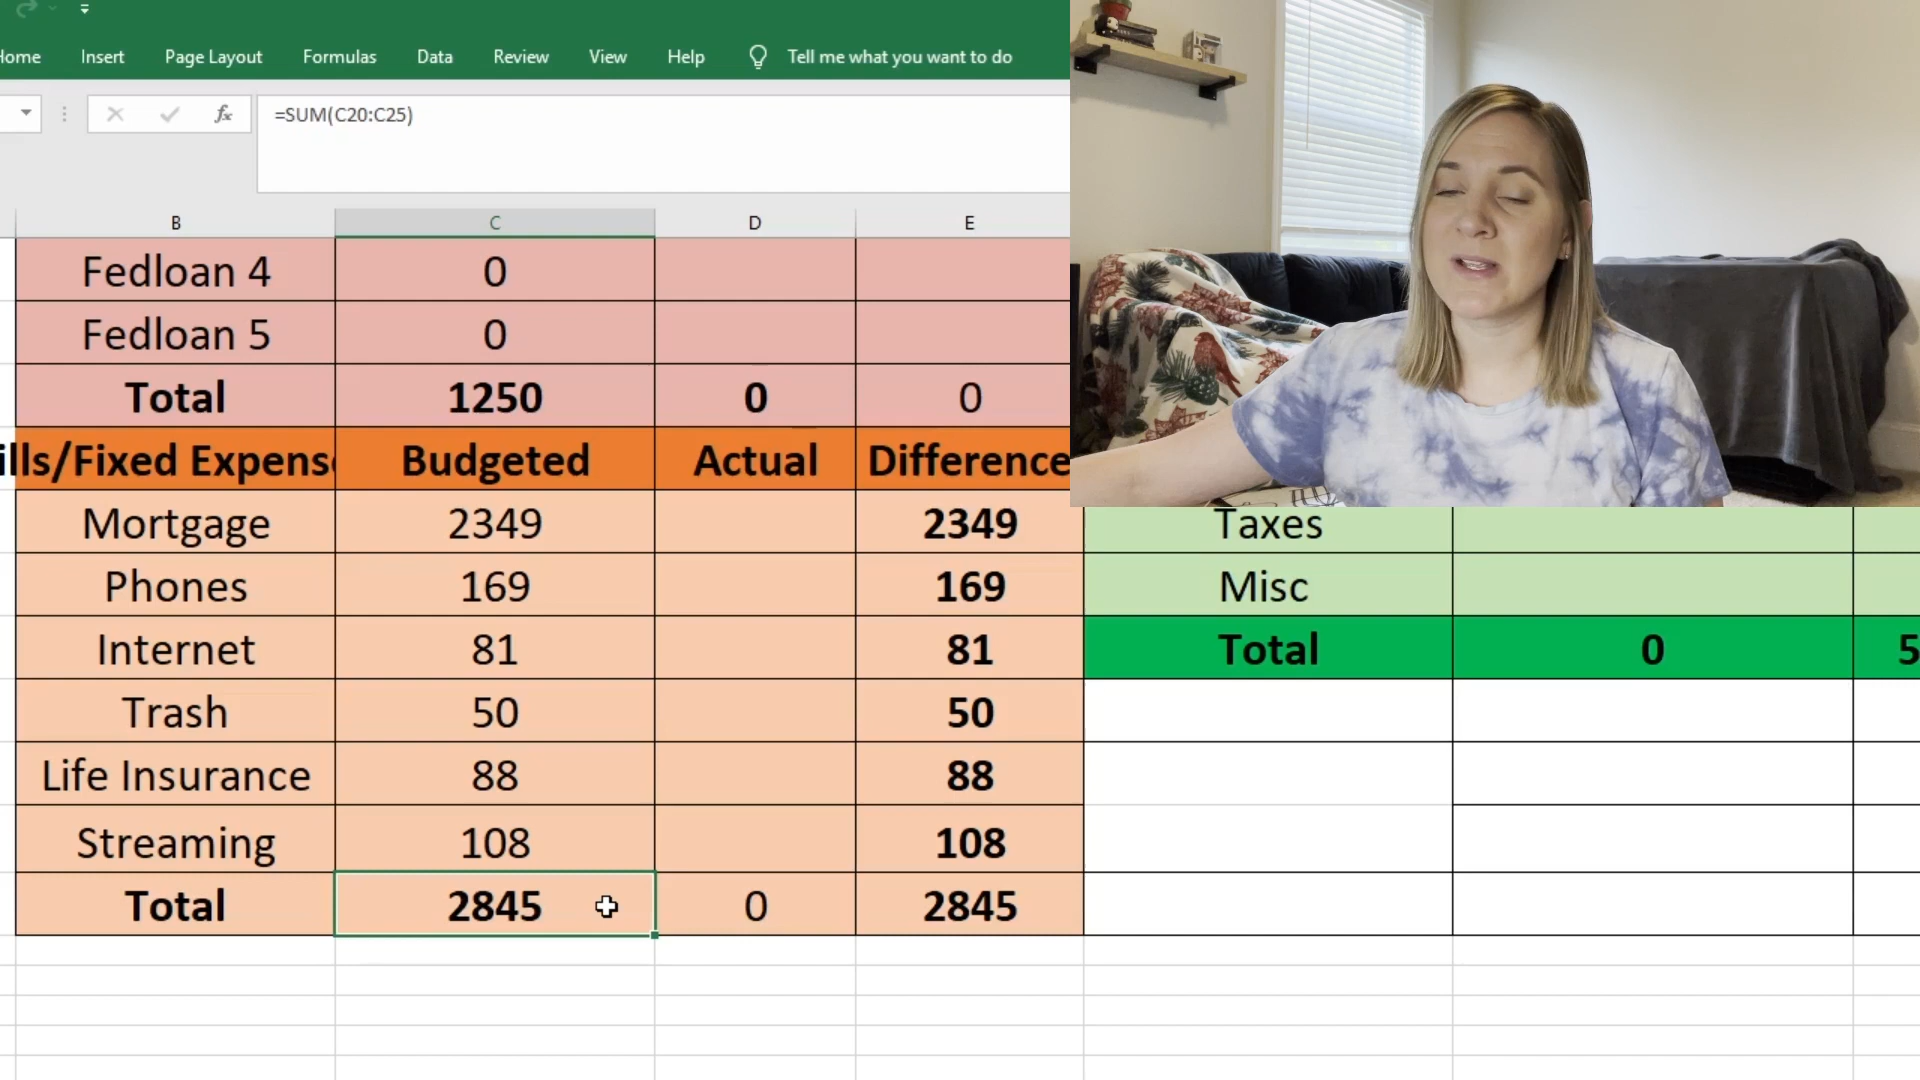 Home Insert Page Layout Formulas Data Review View Help Tell me what you want to do
fx =SUM(C20:C25)
B C D E
Fedloan 4 0
Fedloan 5 0
Total 1250 0 0
ills/Fixed Expens Budgeted Actual Difference
Mortgage 2349 2349 Taxes
Phones 169 169 Misc
Internet 81 81 Total 0 5
Trash 50 50
Life Insurance 88 88
Streaming 108 108
Total 2845 0 2845